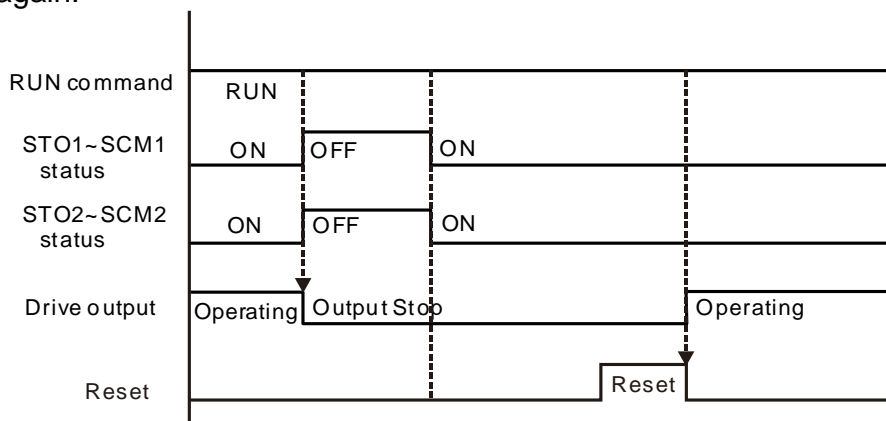 again.
RUN command
RUN
STO1~SCM1
status
ON OFF ON
STO2~SCM2
status
ON OFF ON
Drive output
Operating Output Stop Operating
Reset
Reset